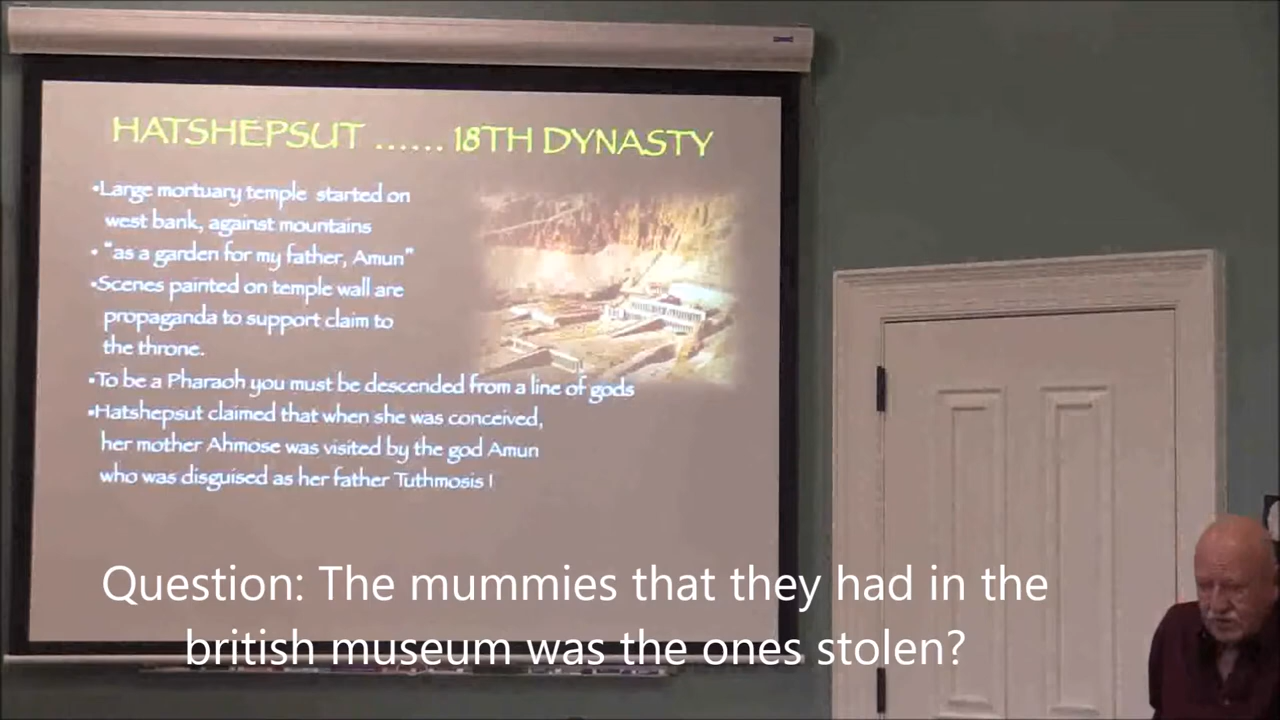 HATSHEPSUT ...... 18TH DYNASTY
•Large mortuary temple started on
west bank, against mountains
• "as a garden for my father, Amun"
•Scenes painted on temple wall are
propaganda to support claim to
the throne.
•To be a Pharaoh you must be descended from a line of gods
•Hatshepsut claimed that when she was conceived,
her mother Ahmose was visited by the god Amun
who was disguised as her father Tuthmosis !
Question: The mummies that they had in the
british museum was the ones stolen?